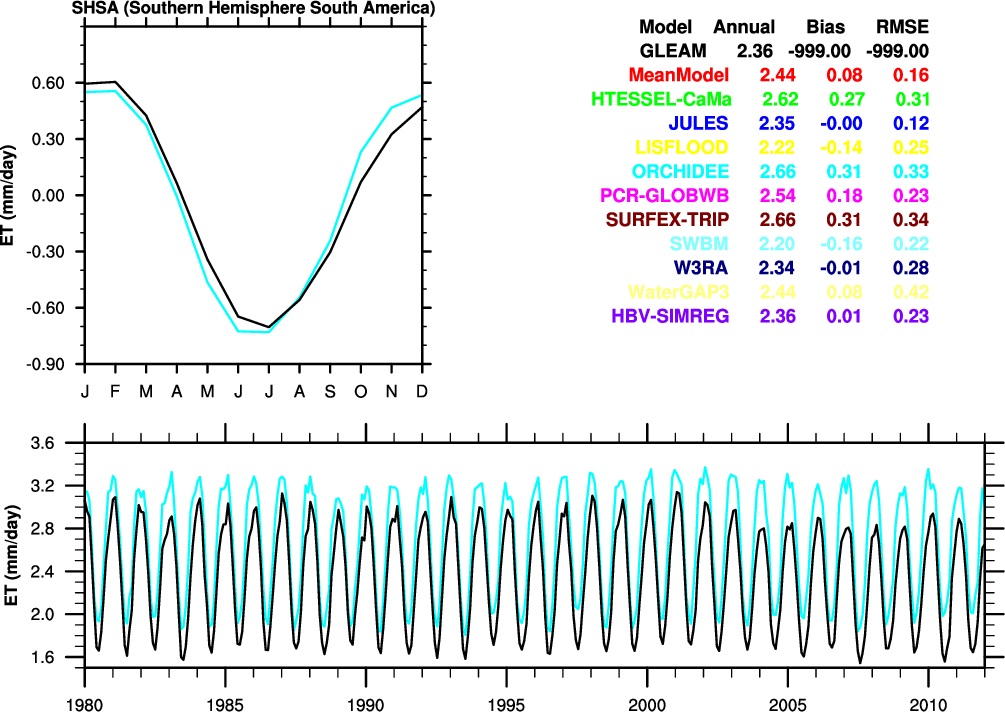 SHSA (Southern Hemisphere South America)
0.60
0.30
0.00
-0.30
-0.60
-0.90
ET (mm/day)
J F M A M J J A S O N D
Model Annual Bias RMSE
GLEAM 2.36 -999.00 -999.00
MeanModel 2.44 0.08 0.16
HTESSEL-CaMa 2.62 0.27 0.31
JULES 2.35 -0.00 0.12
LISFLOOD 2.22 -0.14 0.25
ORCHIDEE 2.66 0.31 0.33
PCR-GLOBWB 2.54 0.18 0.23
SURFEX-TRIP 2.66 0.31 0.34
SWBM 2.20 -0.16 0.22
W3RA 2.34 -0.01 0.28
WaterGAP3 2.44 0.08 0.42
HBV-SIMREG 2.36 0.01 0.23
3.6
3.2
2.8
2.4
2.0
1.6
ET (mm/day)
1980 1985 1990 1995 2000 2005 2010